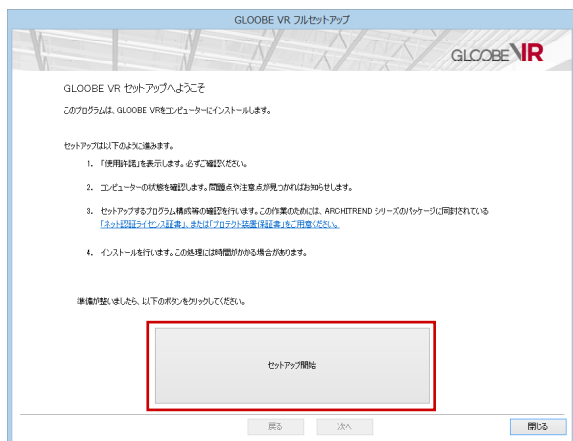 GLOOBE VR フルセットアップ
GLOOBE VR
GLOOBE VR セットアップへようこそ
このプログラムは、GLOOBE VRをコンピューターにインストールします。
セットアップは以下のように進みます。
1. 「使用許諾」を表示します。必ずご確認ください。
2. コンピューターの状態を確認します。問題点や注意点が見つかればお知らせします。
3. セットアップするプログラム構成等の確認を行います。この作業のためには、ARCHITREND シリーズのパッケージに同封されている
「ネット認証ライセンス証書」、または「プロテクト装置保証書」をご用意ください。
4. インストールを行います。この処理には時間がかかる場合があります。
準備が整いましたら、以下のボタンをクリックしてください。
セットアップ開始
戻る 次へ 閉じる